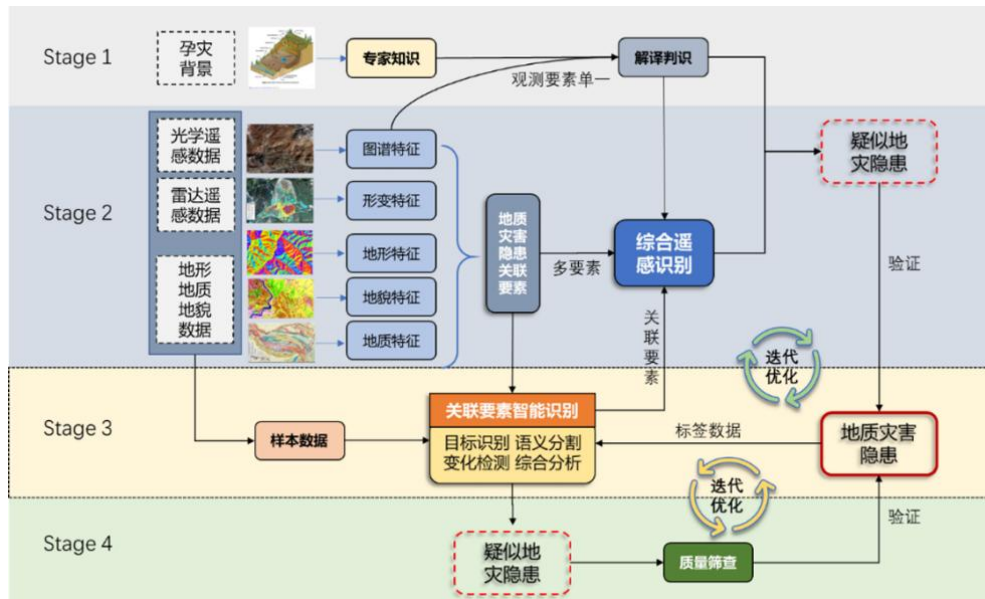 Stage 1
孕灾
背景
专家知识
解译判识
观测要素单一
Stage 2
光学遥
感数据
雷达遥
感数据
地形
地质
地貌
数据
图谱特征
形变特征
地形特征
地貌特征
地质特征
地质
灾害
隐患
关联
要素
多要素
综合遥
感识别
疑似地
灾隐患
验证
关
联
要
素
迭代
优化
Stage 3
样本数据
关联要素智能识别
目标识别 语义分割
变化检测 综合分析
标签数据
地质灾害
隐患
迭代
优化
Stage 4
疑似地
灾隐患
质量筛查
验证